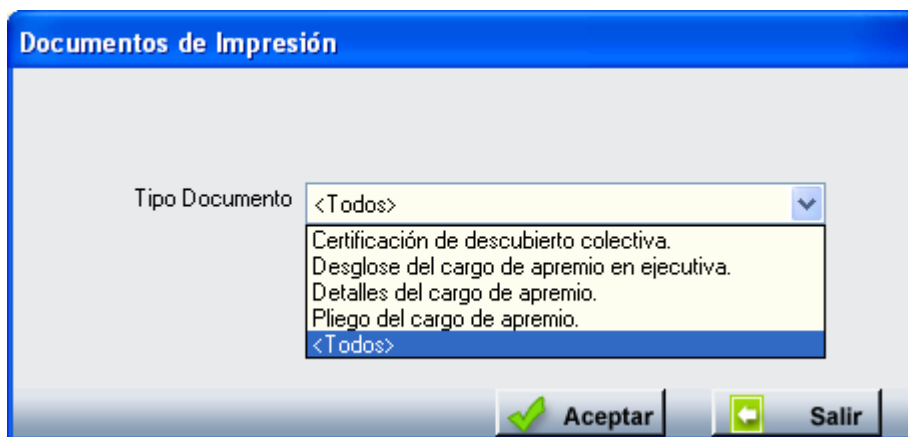 Documentos de Impresión
Tipo Documento <Todos>
Certificación de descubierto colectiva.
Desglose del cargo de apremio en ejecutiva.
Detalles del cargo de apremio.
Pliego del cargo de apremio.
<Todos>
Aceptar Salir